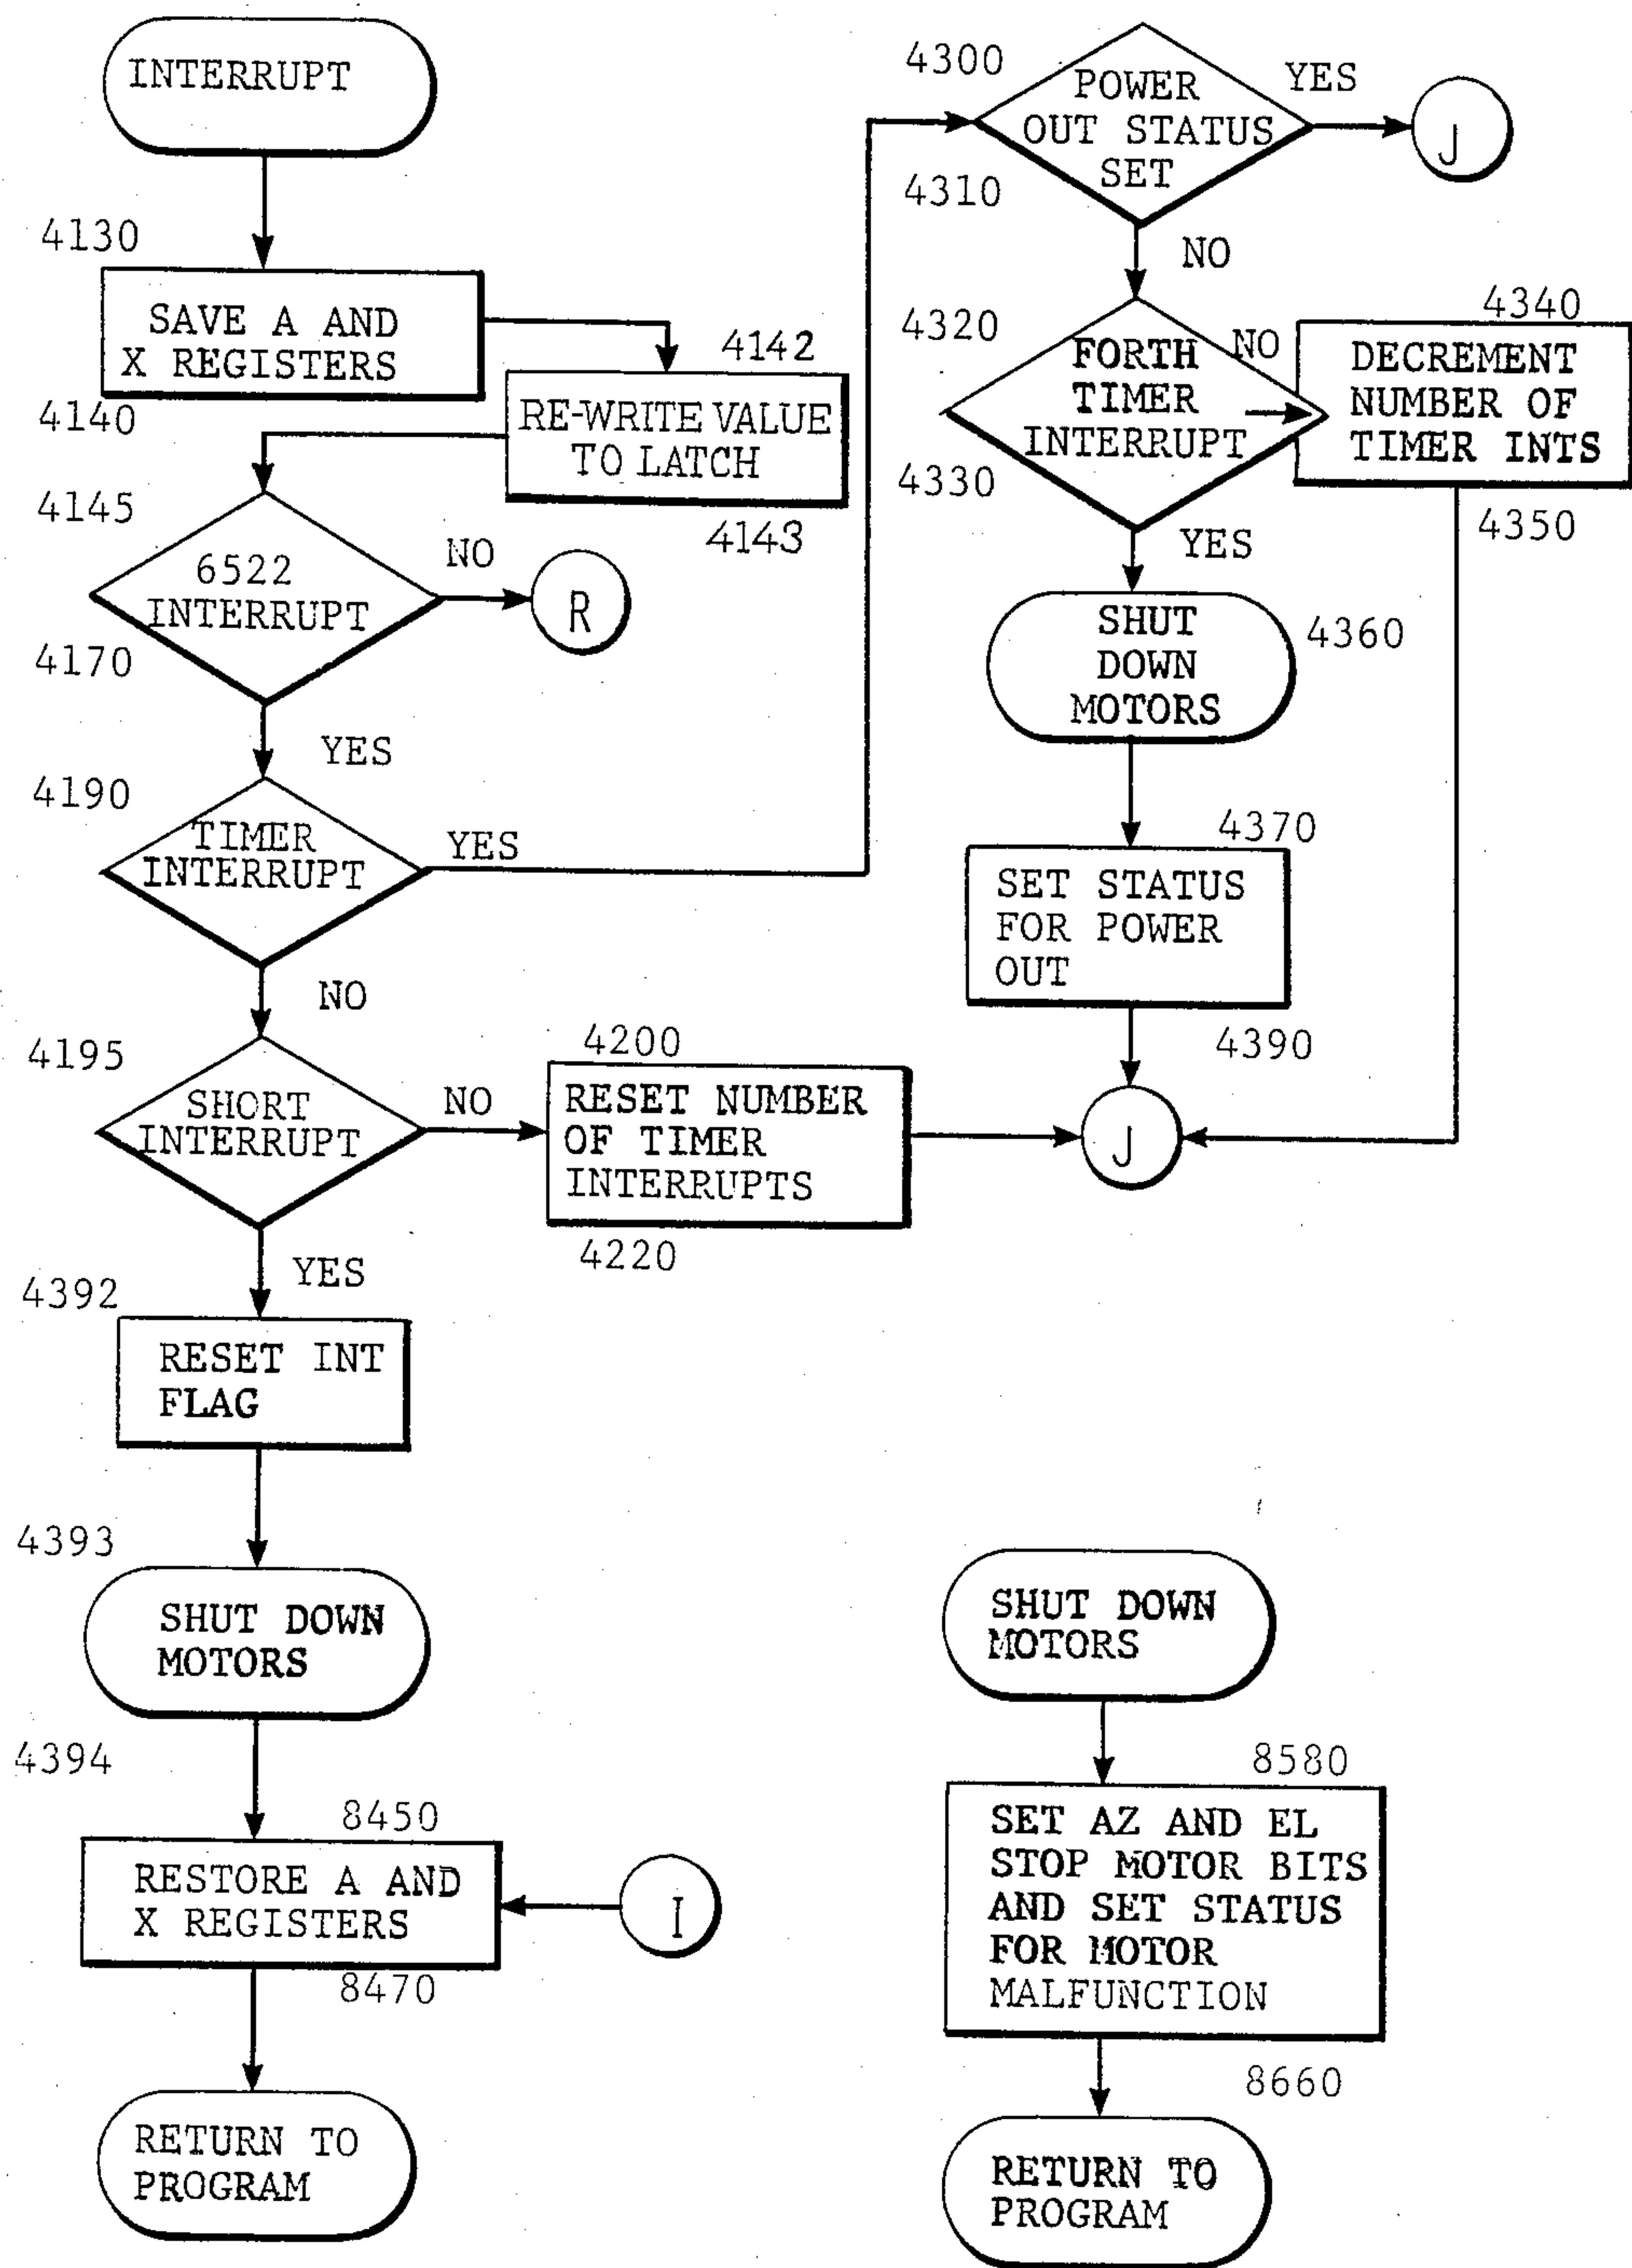 INTERRUPT
4130
SAVE A AND
X REGISTERS
4140
4142
RE-WRITE VALUE
TO LATCH
4143
4145
6522
INTERRUPT
4170
NO
R
YES
4190
TIMER
INTERRUPT
YES
NO
4195
SHORT
INTERRUPT
NO
4200
RESET NUMBER
OF TIMER
INTERRUPTS
4220
J
YES
4392
RESET INT
FLAG
4393
SHUT DOWN
MOTORS
4394
8450
RESTORE A AND
X REGISTERS
8470
I
RETURN TO
PROGRAM
4300
POWER
OUT STATUS
SET
4310
YES
J
NO
4320
FORTH
TIMER
INTERRUPT
4330
NO
4340
DECREMENT
NUMBER OF
TIMER INTS
4350
YES
SHUT
DOWN
MOTORS
4360
4370
SET STATUS
FOR POWER
OUT
4390
SHUT DOWN
MOTORS
8580
SET AZ AND EL
STOP MOTOR BITS
AND SET STATUS
FOR MOTOR
MALFUNCTION
8660
RETURN TO
PROGRAM